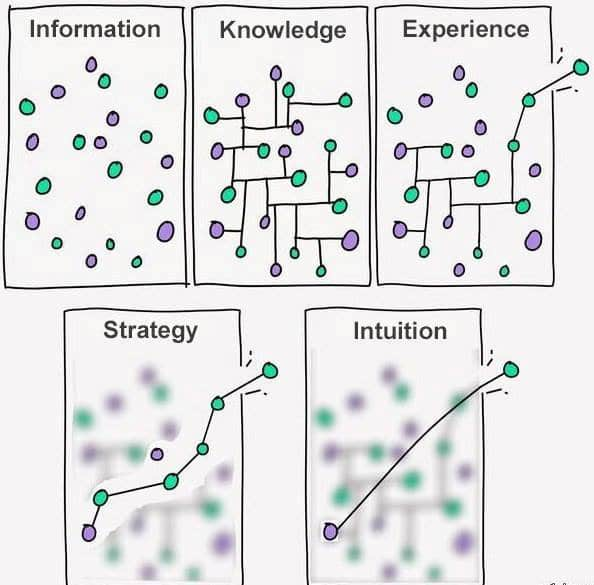 Information
Knowledge
Experience
Strategy
Intuition